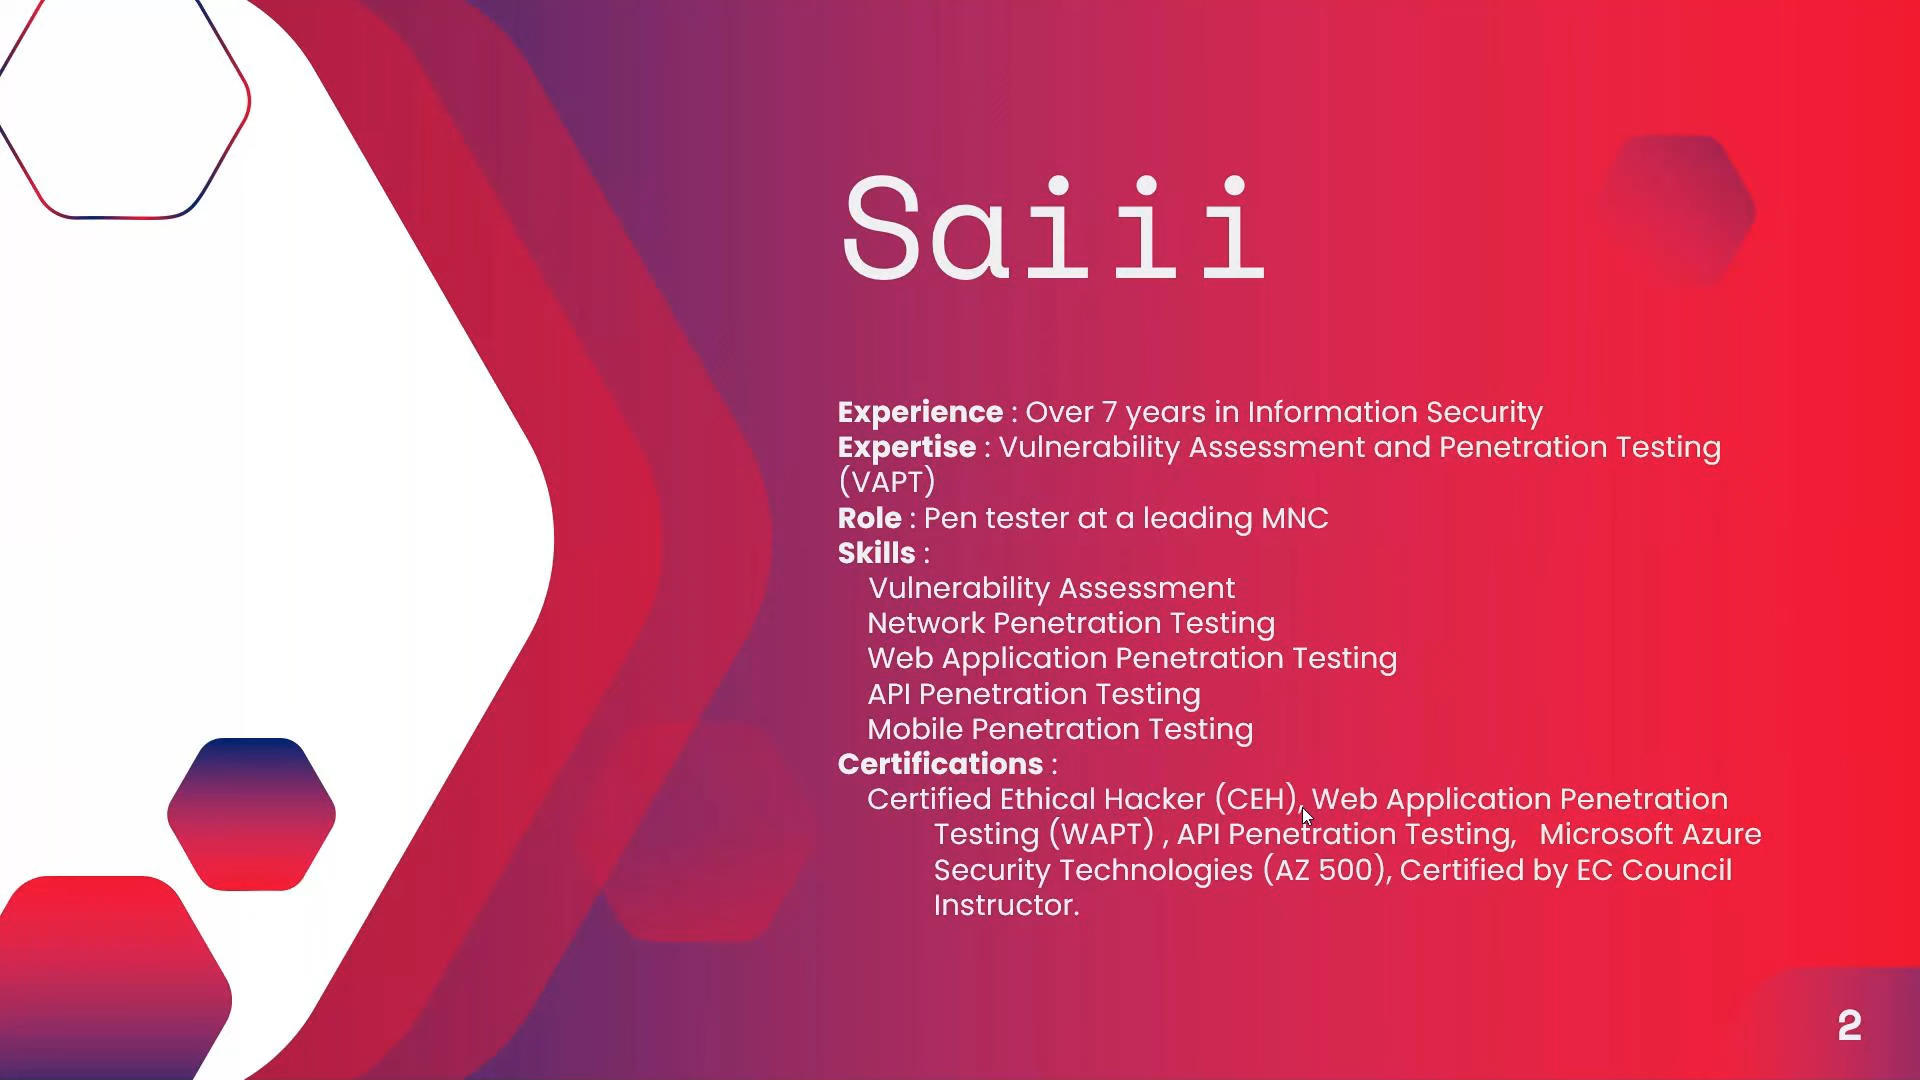 Saiii
Experience : Over 7 years in Information Security
Expertise : Vulnerability Assessment and Penetration Testing
(VAPT)
Role : Pen tester at a leading MNC
Skills :
Vulnerability Assessment
Network Penetration Testing
Web Application Penetration Testing
API Penetration Testing
Mobile Penetration Testing
Certifications :
Certified Ethical Hacker (CEH), Web Application Penetration
Testing (WAPT) , API Penetration Testing, Microsoft Azure
Security Technologies (AZ 500), Certified by EC Council
Instructor.
2